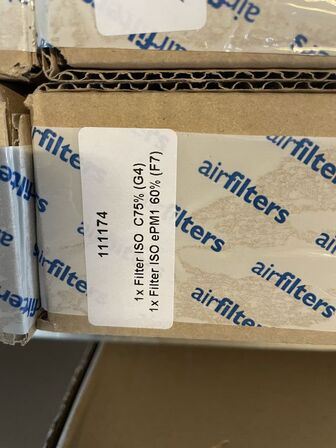 111174
1x Filter ISO C75% (G4)
1x Filter ISO ePM1 60% (F7)
airfilters
airfilters
airfilters
airfilters
airfilters
airfilters